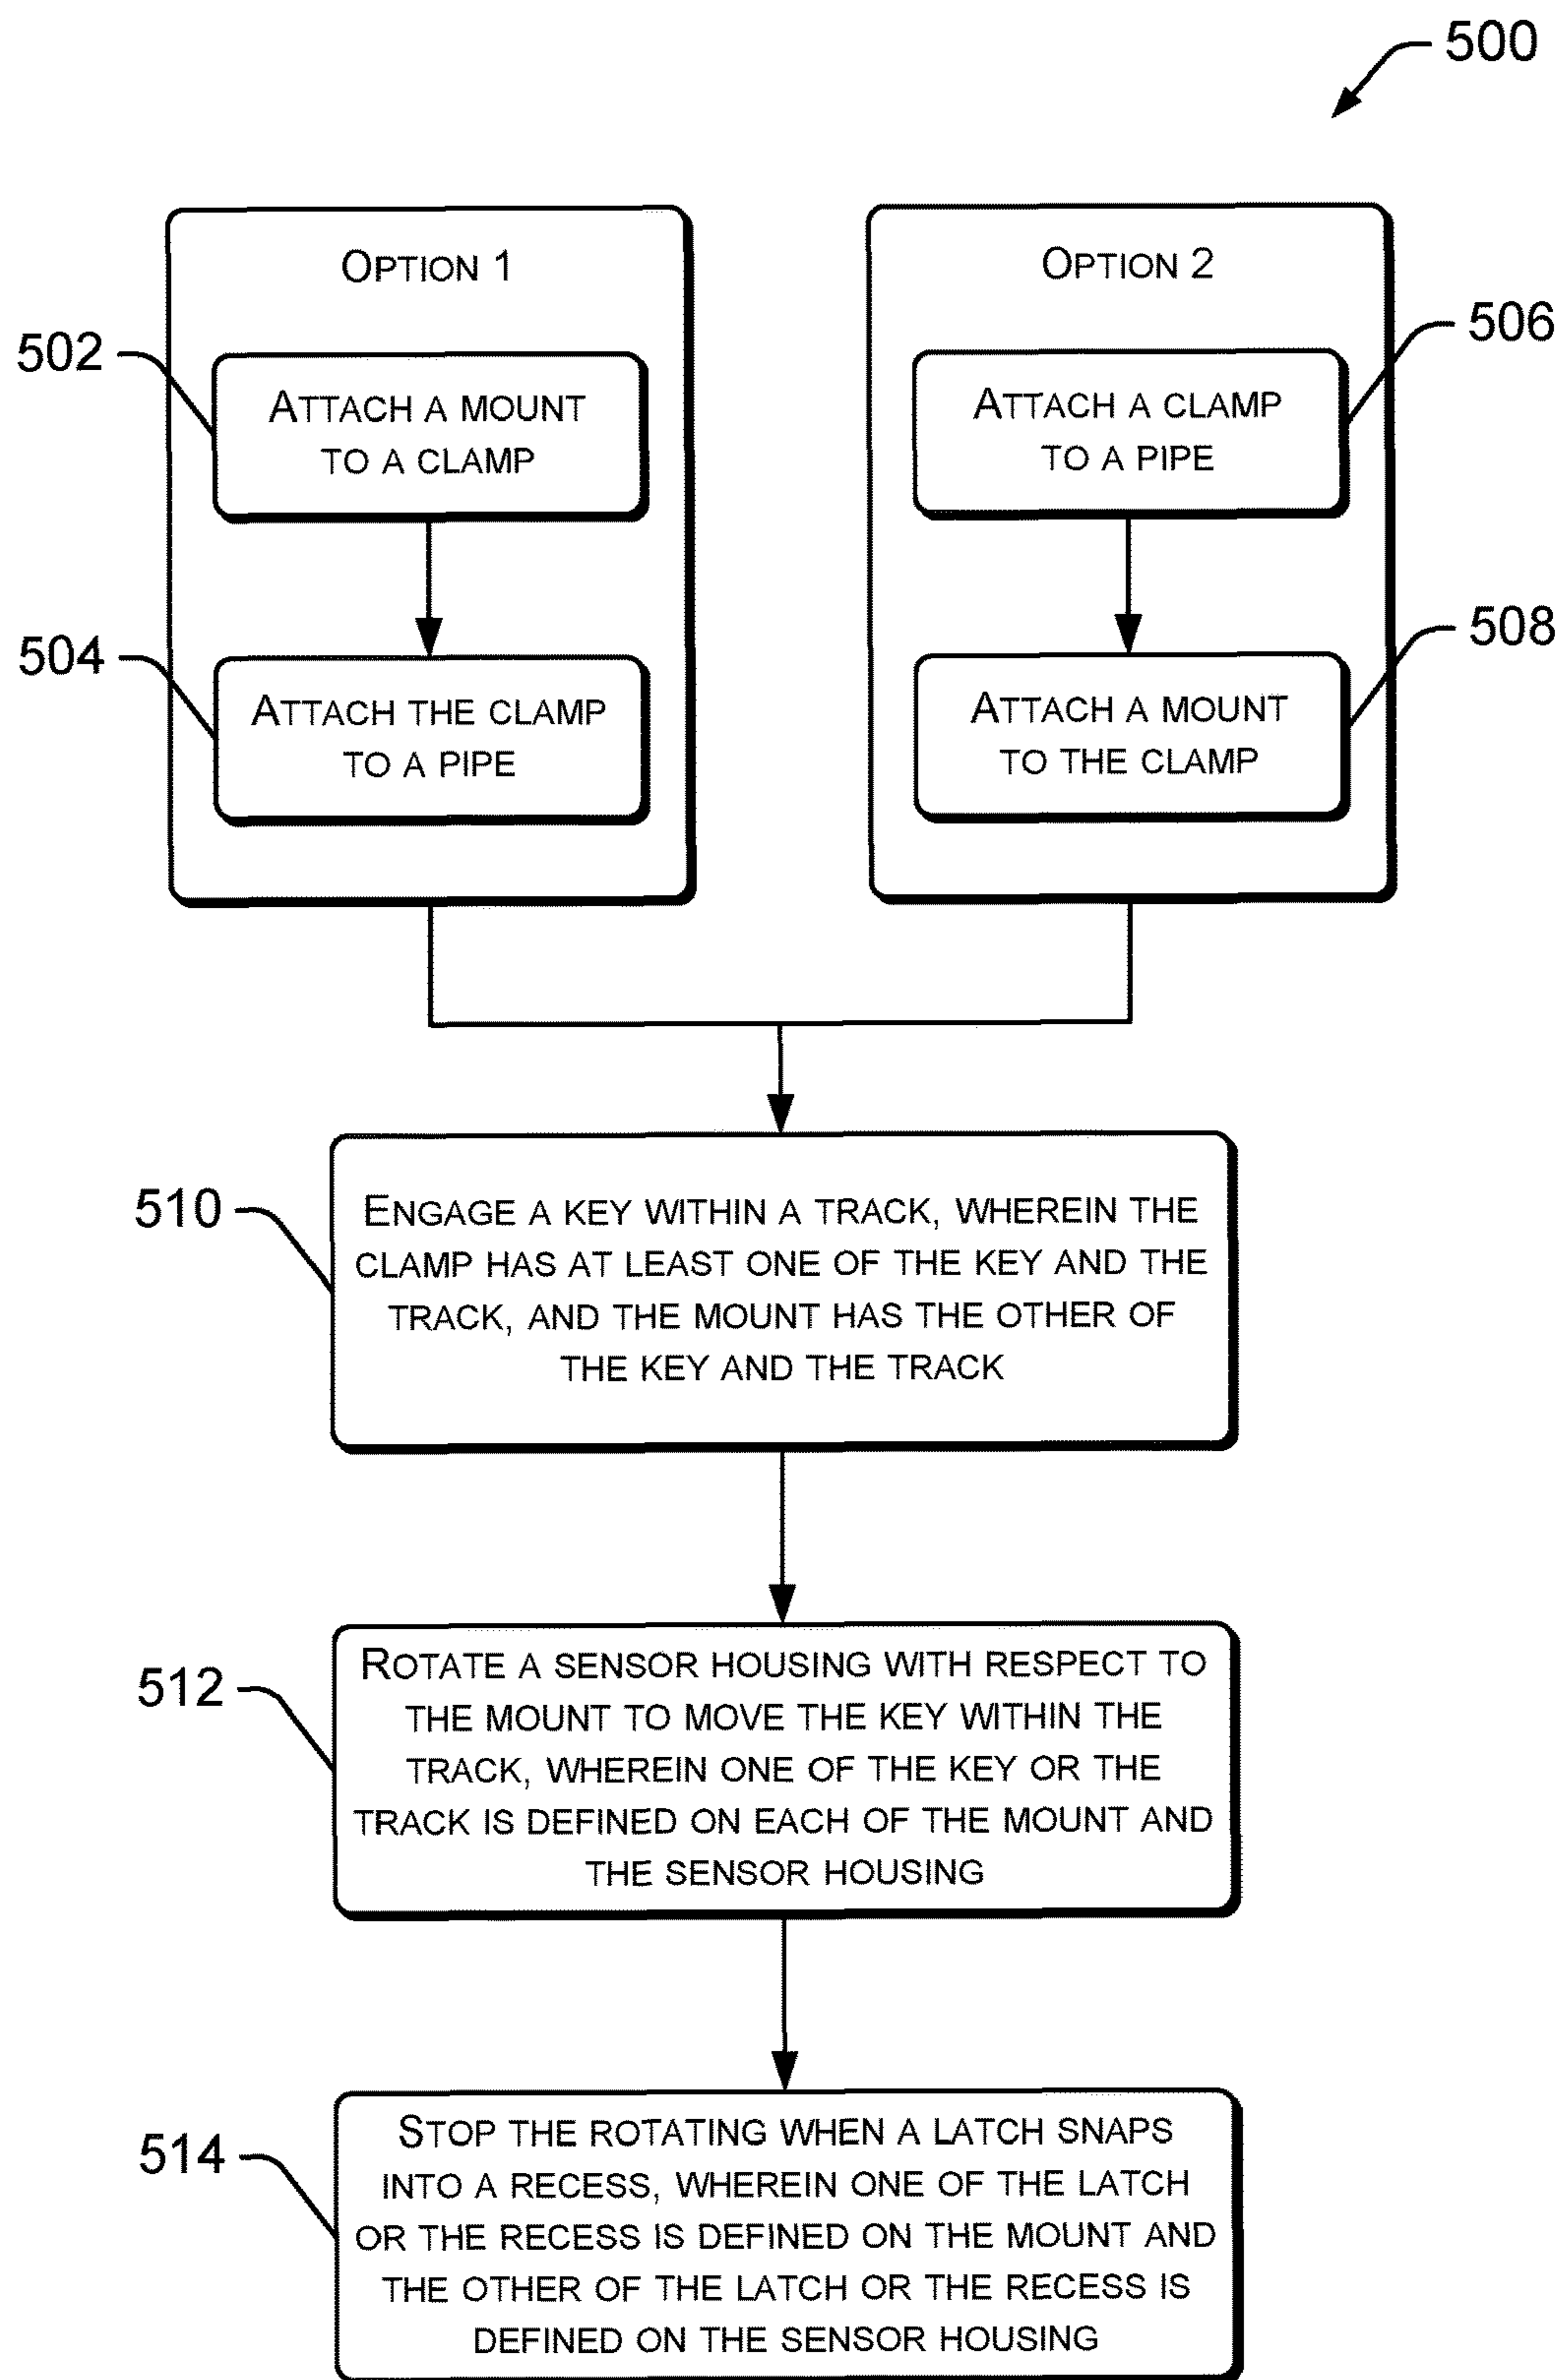 500
OPTION 1
502
ATTACH A MOUNT
TO A CLAMP
504
ATTACH THE CLAMP
TO A PIPE
OPTION 2
506
ATTACH A CLAMP
TO A PIPE
508
ATTACH A MOUNT
TO THE CLAMP
510
ENGAGE A KEY WITHIN A TRACK, WHEREIN THE
CLAMP HAS AT LEAST ONE OF THE KEY AND THE
TRACK, AND THE MOUNT HAS THE OTHER OF
THE KEY AND THE TRACK
512
ROTATE A SENSOR HOUSING WITH RESPECT TO
THE MOUNT TO MOVE THE KEY WITHIN THE
TRACK, WHEREIN ONE OF THE KEY OR THE
TRACK IS DEFINED ON EACH OF THE MOUNT AND
THE SENSOR HOUSING
514
STOP THE ROTATING WHEN A LATCH SNAPS
INTO A RECESS, WHEREIN ONE OF THE LATCH
OR THE RECESS IS DEFINED ON THE MOUNT AND
THE OTHER OF THE LATCH OR THE RECESS IS
DEFINED ON THE SENSOR HOUSING